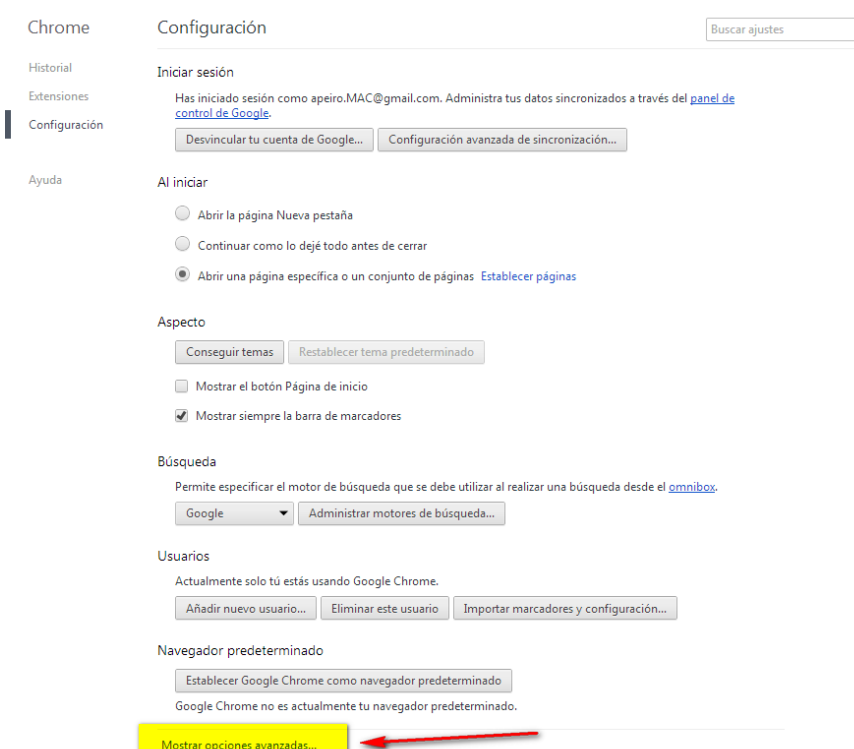 Chrome
Configuración
Buscar ajustes
Historial
Extensiones
Configuración
Ayuda
Iniciar sesión
Has iniciado sesión como apeiro.MAC@gmail.com. Administra tus datos sincronizados a través del panel de
control de Google.
Desvincular tu cuenta de Google... Configuración avanzada de sincronización...
Al iniciar
Abrir la página Nueva pestaña
Continuar como lo dejé todo antes de cerrar
Abrir una página específica o un conjunto de páginas Establecer páginas
Aspecto
Conseguir temas Restablecer tema predeterminado
Mostrar el botón Página de inicio
Mostrar siempre la barra de marcadores
Búsqueda
Permite especificar el motor de búsqueda que se debe utilizar al realizar una búsqueda desde el omnibox.
Google Administrar motores de búsqueda...
Usuarios
Actualmente solo tú estás usando Google Chrome.
Añadir nuevo usuario... Eliminar este usuario Importar marcadores y configuración...
Navegador predeterminado
Establecer Google Chrome como navegador predeterminado
Google Chrome no es actualmente tu navegador predeterminado.
Mostrar opciones avanzadas...